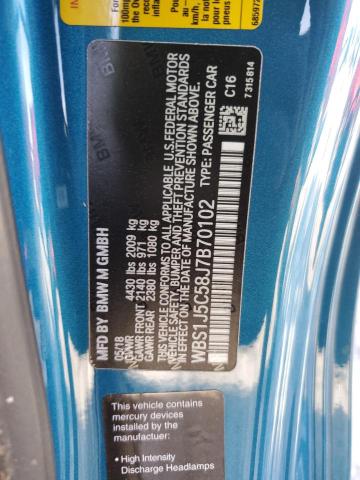 MFD BY
BMW M GMBH
05/18
GVWR 4430 lbs 2009 kg
GAWR FRONT 2180 lbs 971 kg
GAWR REAR 2380 lbs 1080 kg
THIS VEHICLE CONFORMS TO ALL APPLICABLE U.S.FEDERAL MOTOR
VEHICLE SAFETY, BUMPER, AND THEFT PREVENTION STANDARDS
IN EFFECT ON THE DATE OF MANUFACTURE SHOWN ABOVE.
WBS1J5C58J7B70102 TYPE: PASSENGER CAR
C16
7315814
This vehicle contains
mercury devices
installed by the
manufacturer:
• High Intensity
Discharge Headlamps